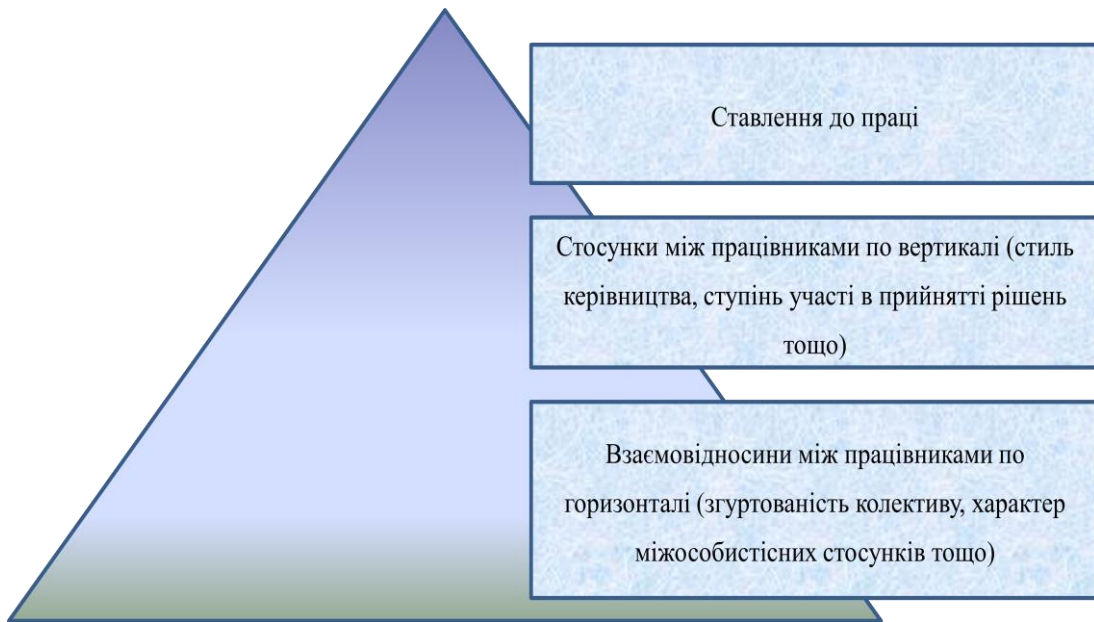 Ставлення до праці
Стосунки між працівниками по вертикалі (стиль
керівництва, ступінь участі в прийнятті рішень
тощо)
Взаємовідносини між працівниками по
горизонталі (згуртованість колективу, характер
міжособистісних стосунків тощо)